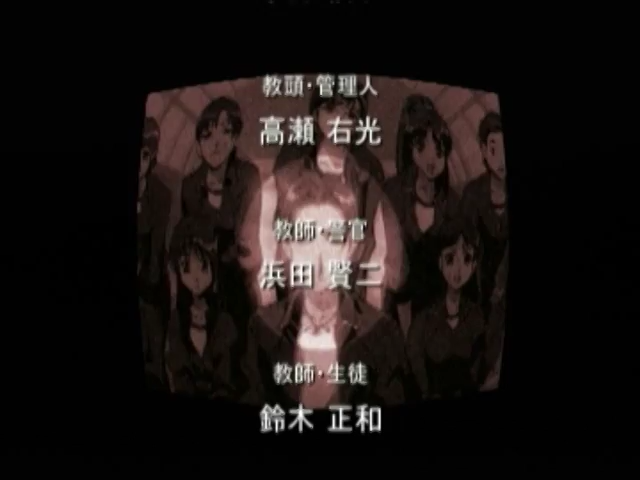 教頭・管理人
高瀬 右光
教師・警官
浜田 賢二
教師・生徒
鈴木 正和